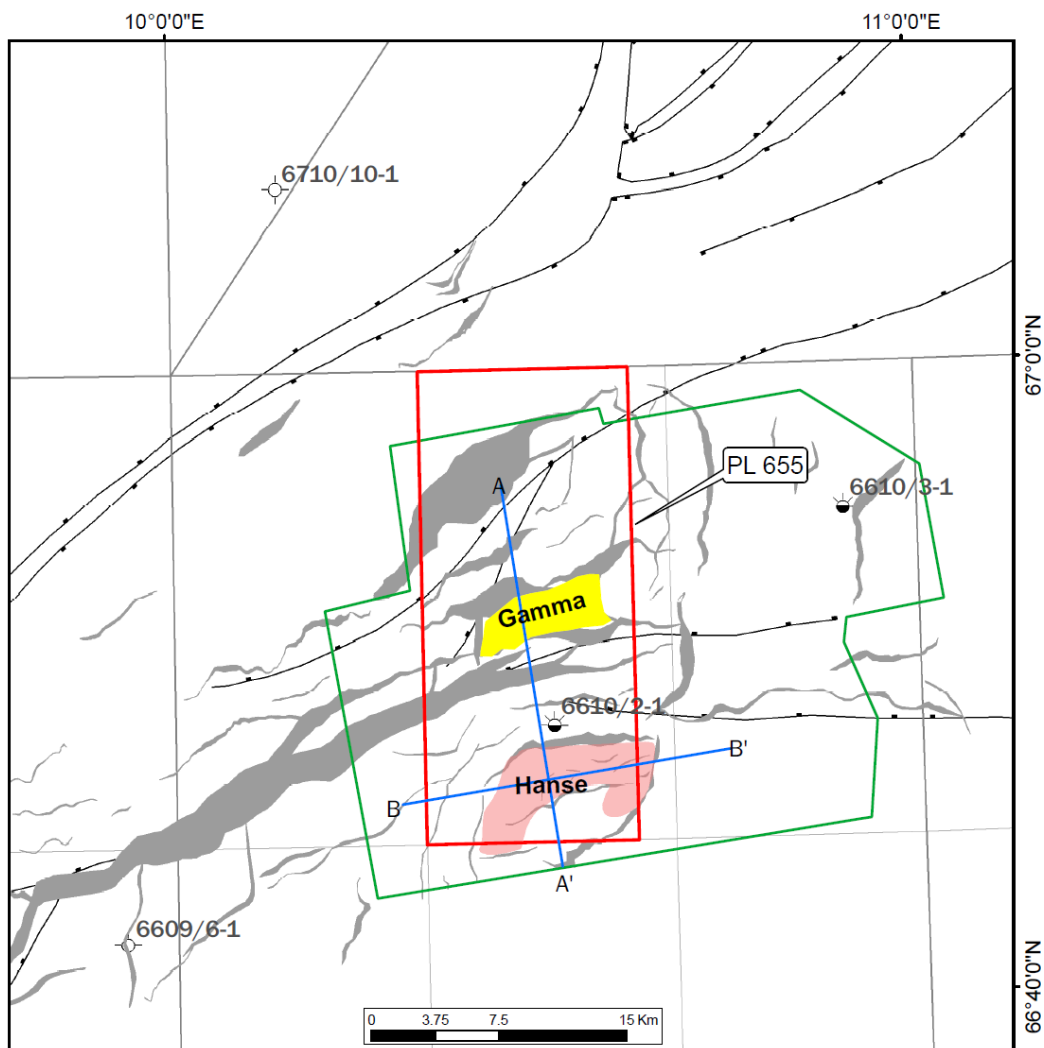 10°0'0"E
11°0'0"E
6710/10-1
67°0'0"N
PL 655
A
6610/3-1
Gamma
6610/2-1
B'
Hanse
B
A'
6609/6-1
66°40'0"N
0 3.75 7.5 15 Km